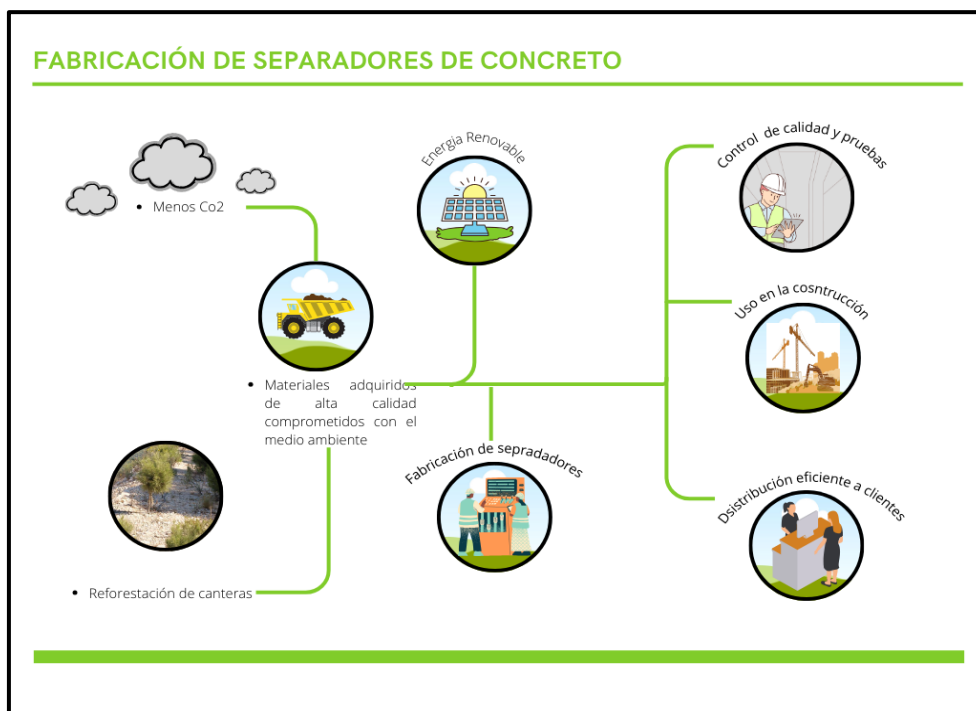 FABRICACIÓN DE SEPARADORES DE CONCRETO
Energia Renovable
Control de calidad y pruebas
• Menos Co2
Uso en la cosntrucción
• Materiales adquiridos
de alta calidad
comprometidos con el
medio ambiente
Fabricación de sepradadores
Dsistribución eficiente a clientes
• Reforestación de canteras